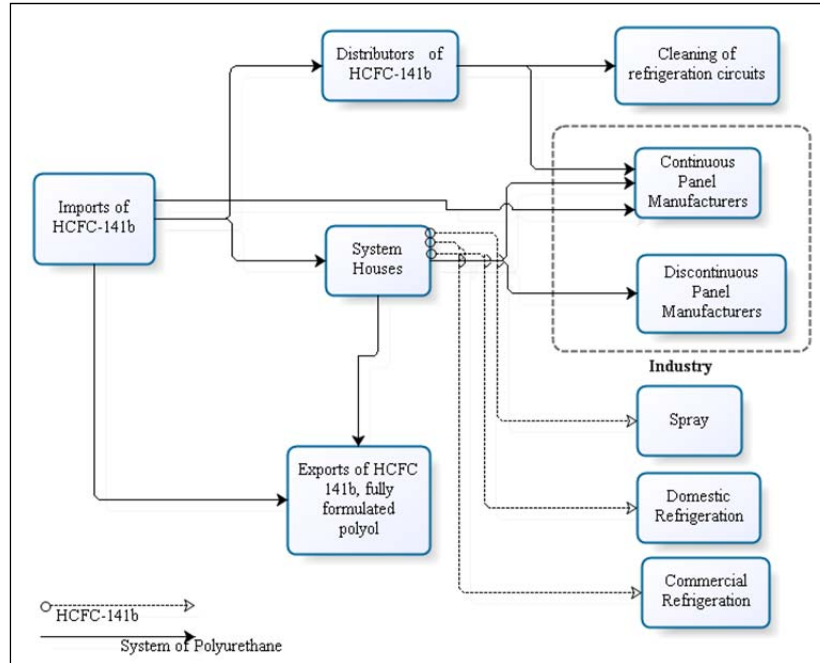 Distributors of
HCFC-141b
Cleaning of
refrigeration circuits
Imports of
HCFC-141b
Continuous
Panel
Manufacturers
System
Houses
Discontinuous
Panel
Manufacturers
Industry
Spray
Exports of HCFC
141b, fully
formulated
polyol
Domestic
Refrigeration
Commercial
Refrigeration
HCFC-141b
System of Polyurethane